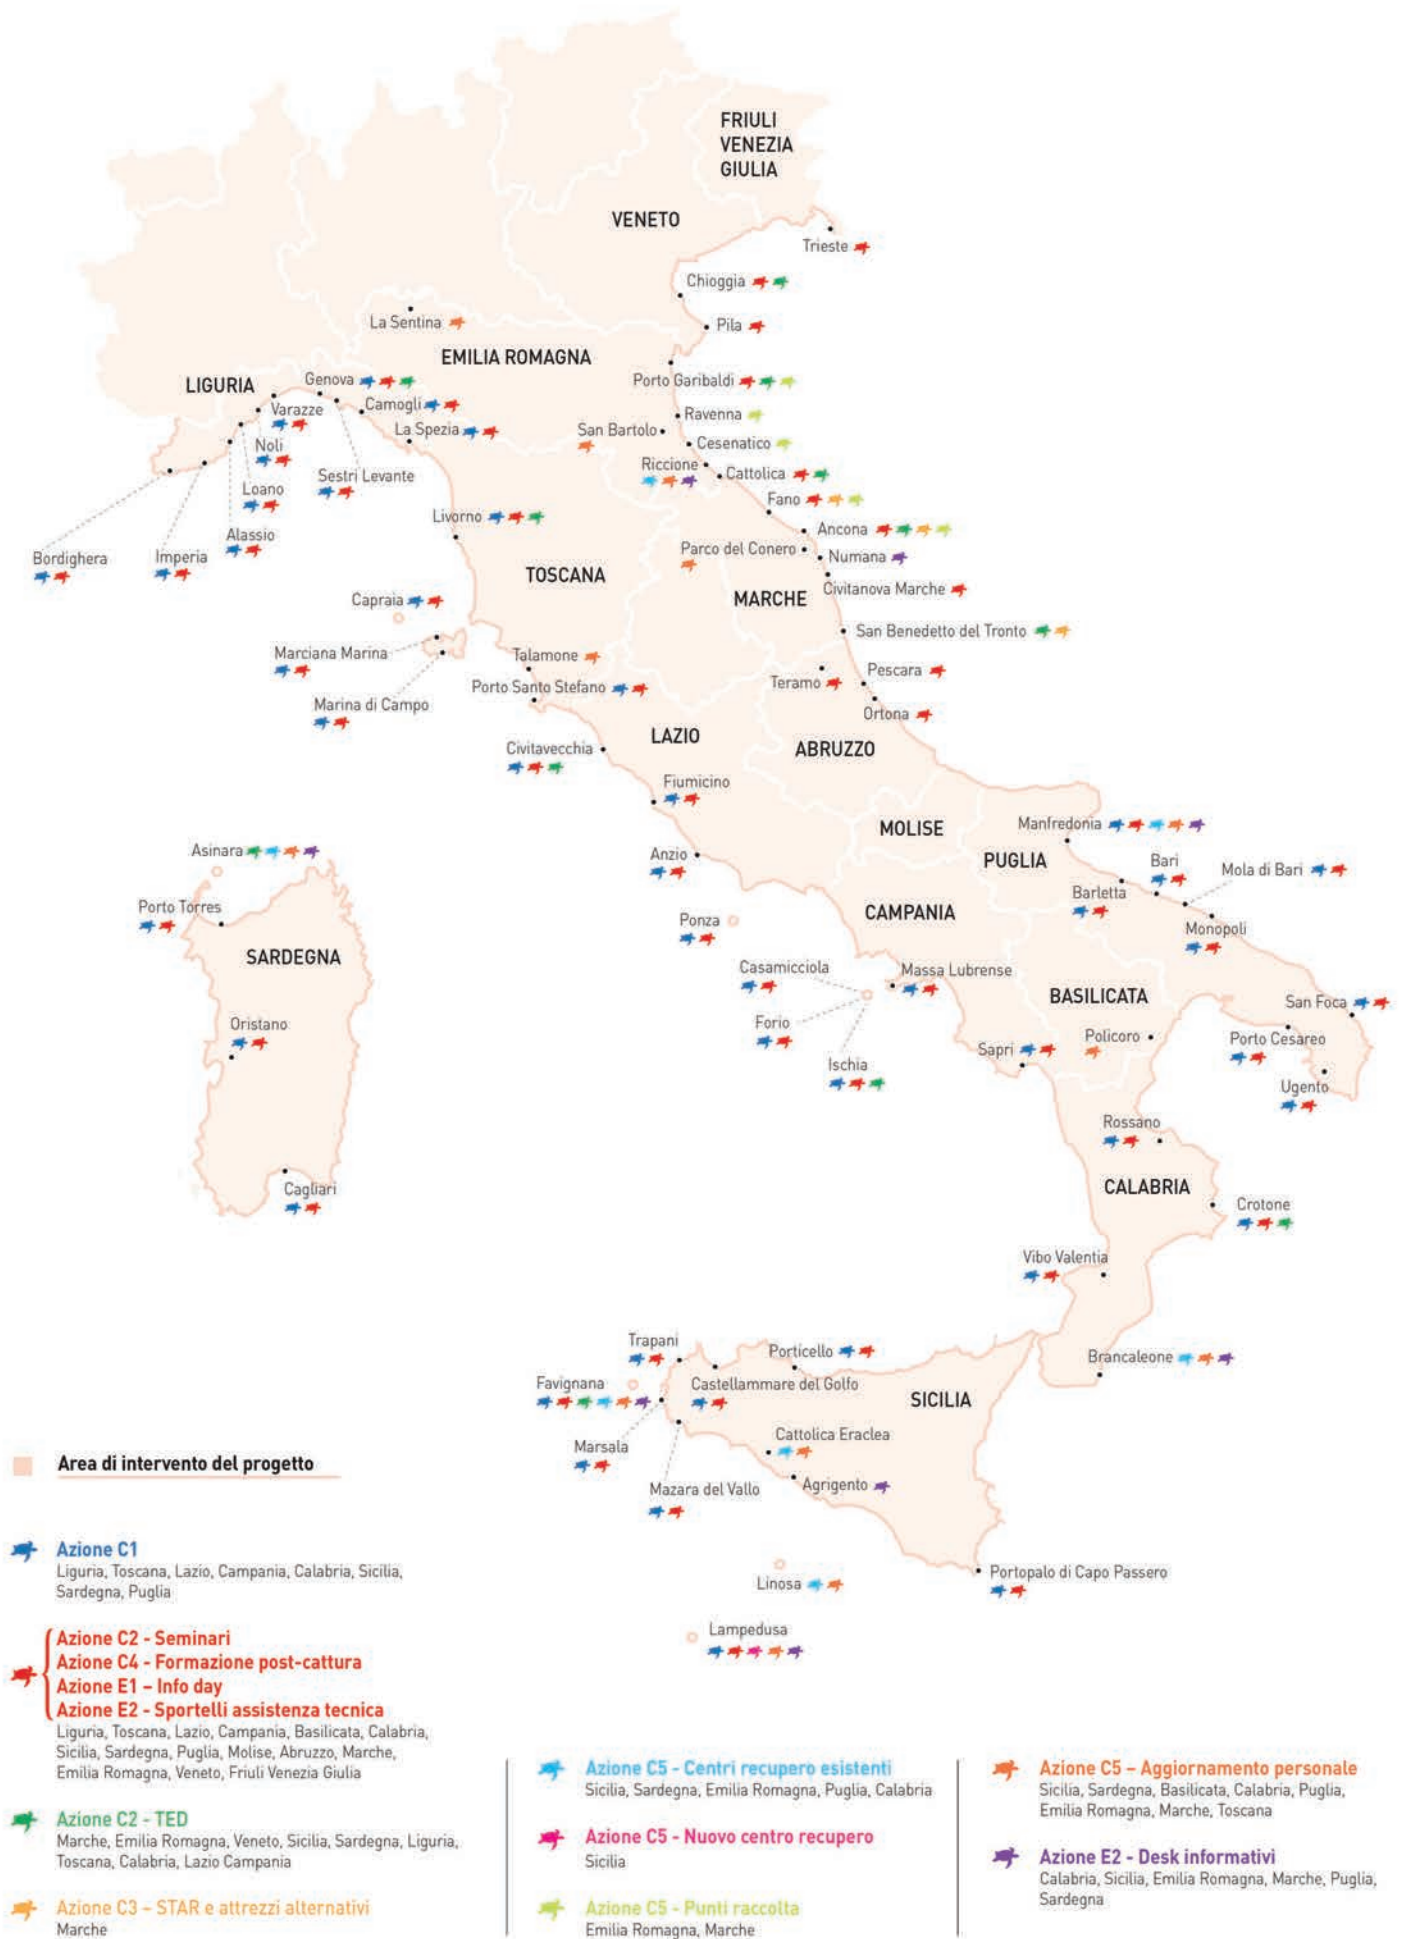 FRIULI
VENEZIA
GIULIA
VENETO
Trieste
Chioggia
La Sentina
Pila
EMILIA ROMAGNA
LIGURIA
Genova
Porto Garibaldi
Varazze
Camogli
Ravenna
La Spezia
San Bartolo
Noli
Cesenatico
Riccione
Sestri Levante
Cattolica
Loano
Fano
Livorno
Ancona
Alassio
Bordighera
Imperia
Parco del Conero
Numana
TOSCANA
Civitanova Marche
Capraia
MARCHE
San Benedetto del Tronto
Marciana Marina
Talamone
Pescara
Teramo
Porto Santo Stefano
Marina di Campo
Ortona
LAZIO
Civitavecchia
ABRUZZO
Fiumicino
MOLISE
Manfredonia
Asinara
Anzio
PUGLIA
Bari
Mola di Bari
Barletta
Porto Torres
Ponza
CAMPANIA
Monopoli
SARDEGNA
Casamicciola
Massa Lubrense
BASILICATA
San Foca
Oristano
Forio
Policoro
Porto Cesareo
Sapri
Ischia
Ugento
Rossano
CALABRIA
Cagliari
Crotone
Vibo Valentia
Trapani
Porticello
Brancaleone
Favignana
Castellammare del Golfo
SICILIA
Cattolica Eraclea
Marsala
Agrigento
Mazara del Vallo
Linosa
Portopalo di Capo Passero
Lampedusa
Area di intervento del progetto
Azione C1
Liguria, Toscana, Lazio, Campania, Calabria, Sicilia,
Sardegna, Puglia
Azione C2 - Seminari
Azione C4 - Formazione post-cattura
Azione E1 – Info day
Azione E2 - Sportelli assistenza tecnica
Liguria, Toscana, Lazio, Campania, Basilicata, Calabria,
Sicilia, Sardegna, Puglia, Molise, Abruzzo, Marche,
Emilia Romagna, Veneto, Friuli Venezia Giulia
Azione C2 - TED
Marche, Emilia Romagna, Veneto, Sicilia, Sardegna, Liguria,
Toscana, Calabria, Lazio Campania
Azione C3 – STAR e attrezzi alternativi
Marche
Azione C5 - Centri recupero esistenti
Sicilia, Sardegna, Emilia Romagna, Puglia, Calabria
Azione C5 - Nuovo centro recupero
Sicilia
Azione C5 - Punti raccolta
Emilia Romagna, Marche
Azione C5 – Aggiornamento personale
Sicilia, Sardegna, Basilicata, Calabria, Puglia,
Emilia Romagna, Marche, Toscana
Azione E2 - Desk informativi
Calabria, Sicilia, Emilia Romagna, Marche, Puglia,
Sardegna